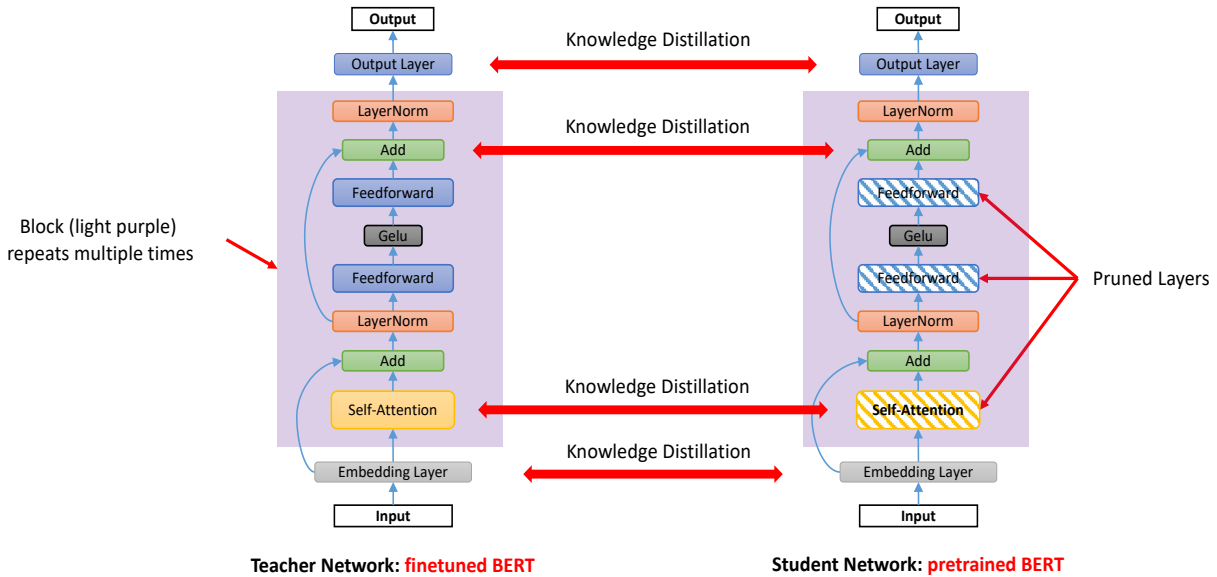 Output
Output Layer
LayerNorm
Add
Feedforward
Gelu
Feedforward
LayerNorm
Add
Self-Attention
Embedding Layer
Input
Block (light purple)
repeats multiple times
Knowledge Distillation
Knowledge Distillation
Knowledge Distillation
Knowledge Distillation
Output
Output Layer
LayerNorm
Add
Feedforward
Gelu
Feedforward
LayerNorm
Add
Self-Attention
Embedding Layer
Input
Pruned Layers
Teacher Network: finetuned BERT
Student Network: pretrained BERT